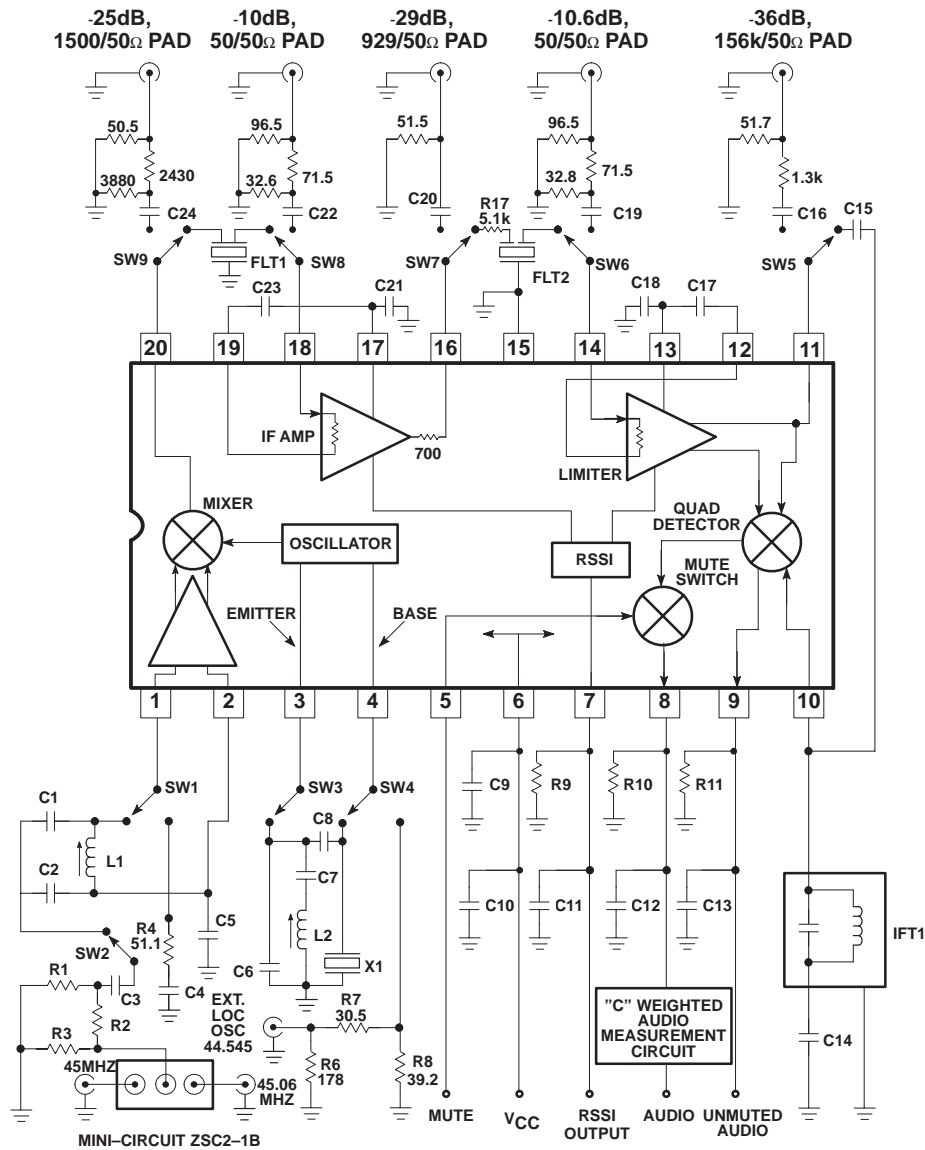 -25dB, -10dB, -29dB -10.6dB, -36dB,
1500/50Ω PAD 50/50Ω PAD 929/50Ω PAD 50/50Ω PAD 156k/50Ω PAD
50.5 96.5 51.5 96.5 51.7
2430 71.5 71.5 1.3k
3880 32.6 32.8
C24 C22 C20 R17 C19 C16 C15
5.1k
SW9 FLT1 SW8 SW7 FLT2 SW6 SW5
C23 C21 C18 C17
20 19 18 17 16 15 14 13 12 11
IF AMP 700 LIMITER
MIXER QUAD
DETECTOR
OSCILLATOR RSSI MUTE
SWITCH
EMITTER BASE
1 2 3 4 5 6 7 8 9 10
SW1 SW3 SW4 C9 R9 R10 R11
C1 C8
L1 C7
C2
C10 C11 C12 C13
R4 C5 L2 IFT1
51.1
SW2 X1
R1 C3 C4 C6
R2 EXT.
LOC
OSC
44.545
R7
30.5
"C" WEIGHTED
AUDIO
MEASUREMENT
CIRCUIT
C14
R3 R6
178
R8
39.2
45MHZ 45.06
MHZ
MUTE VCC RSSI
OUTPUT
AUDIO UNMUTED
AUDIO
MINI–CIRCUIT ZSC2–1B